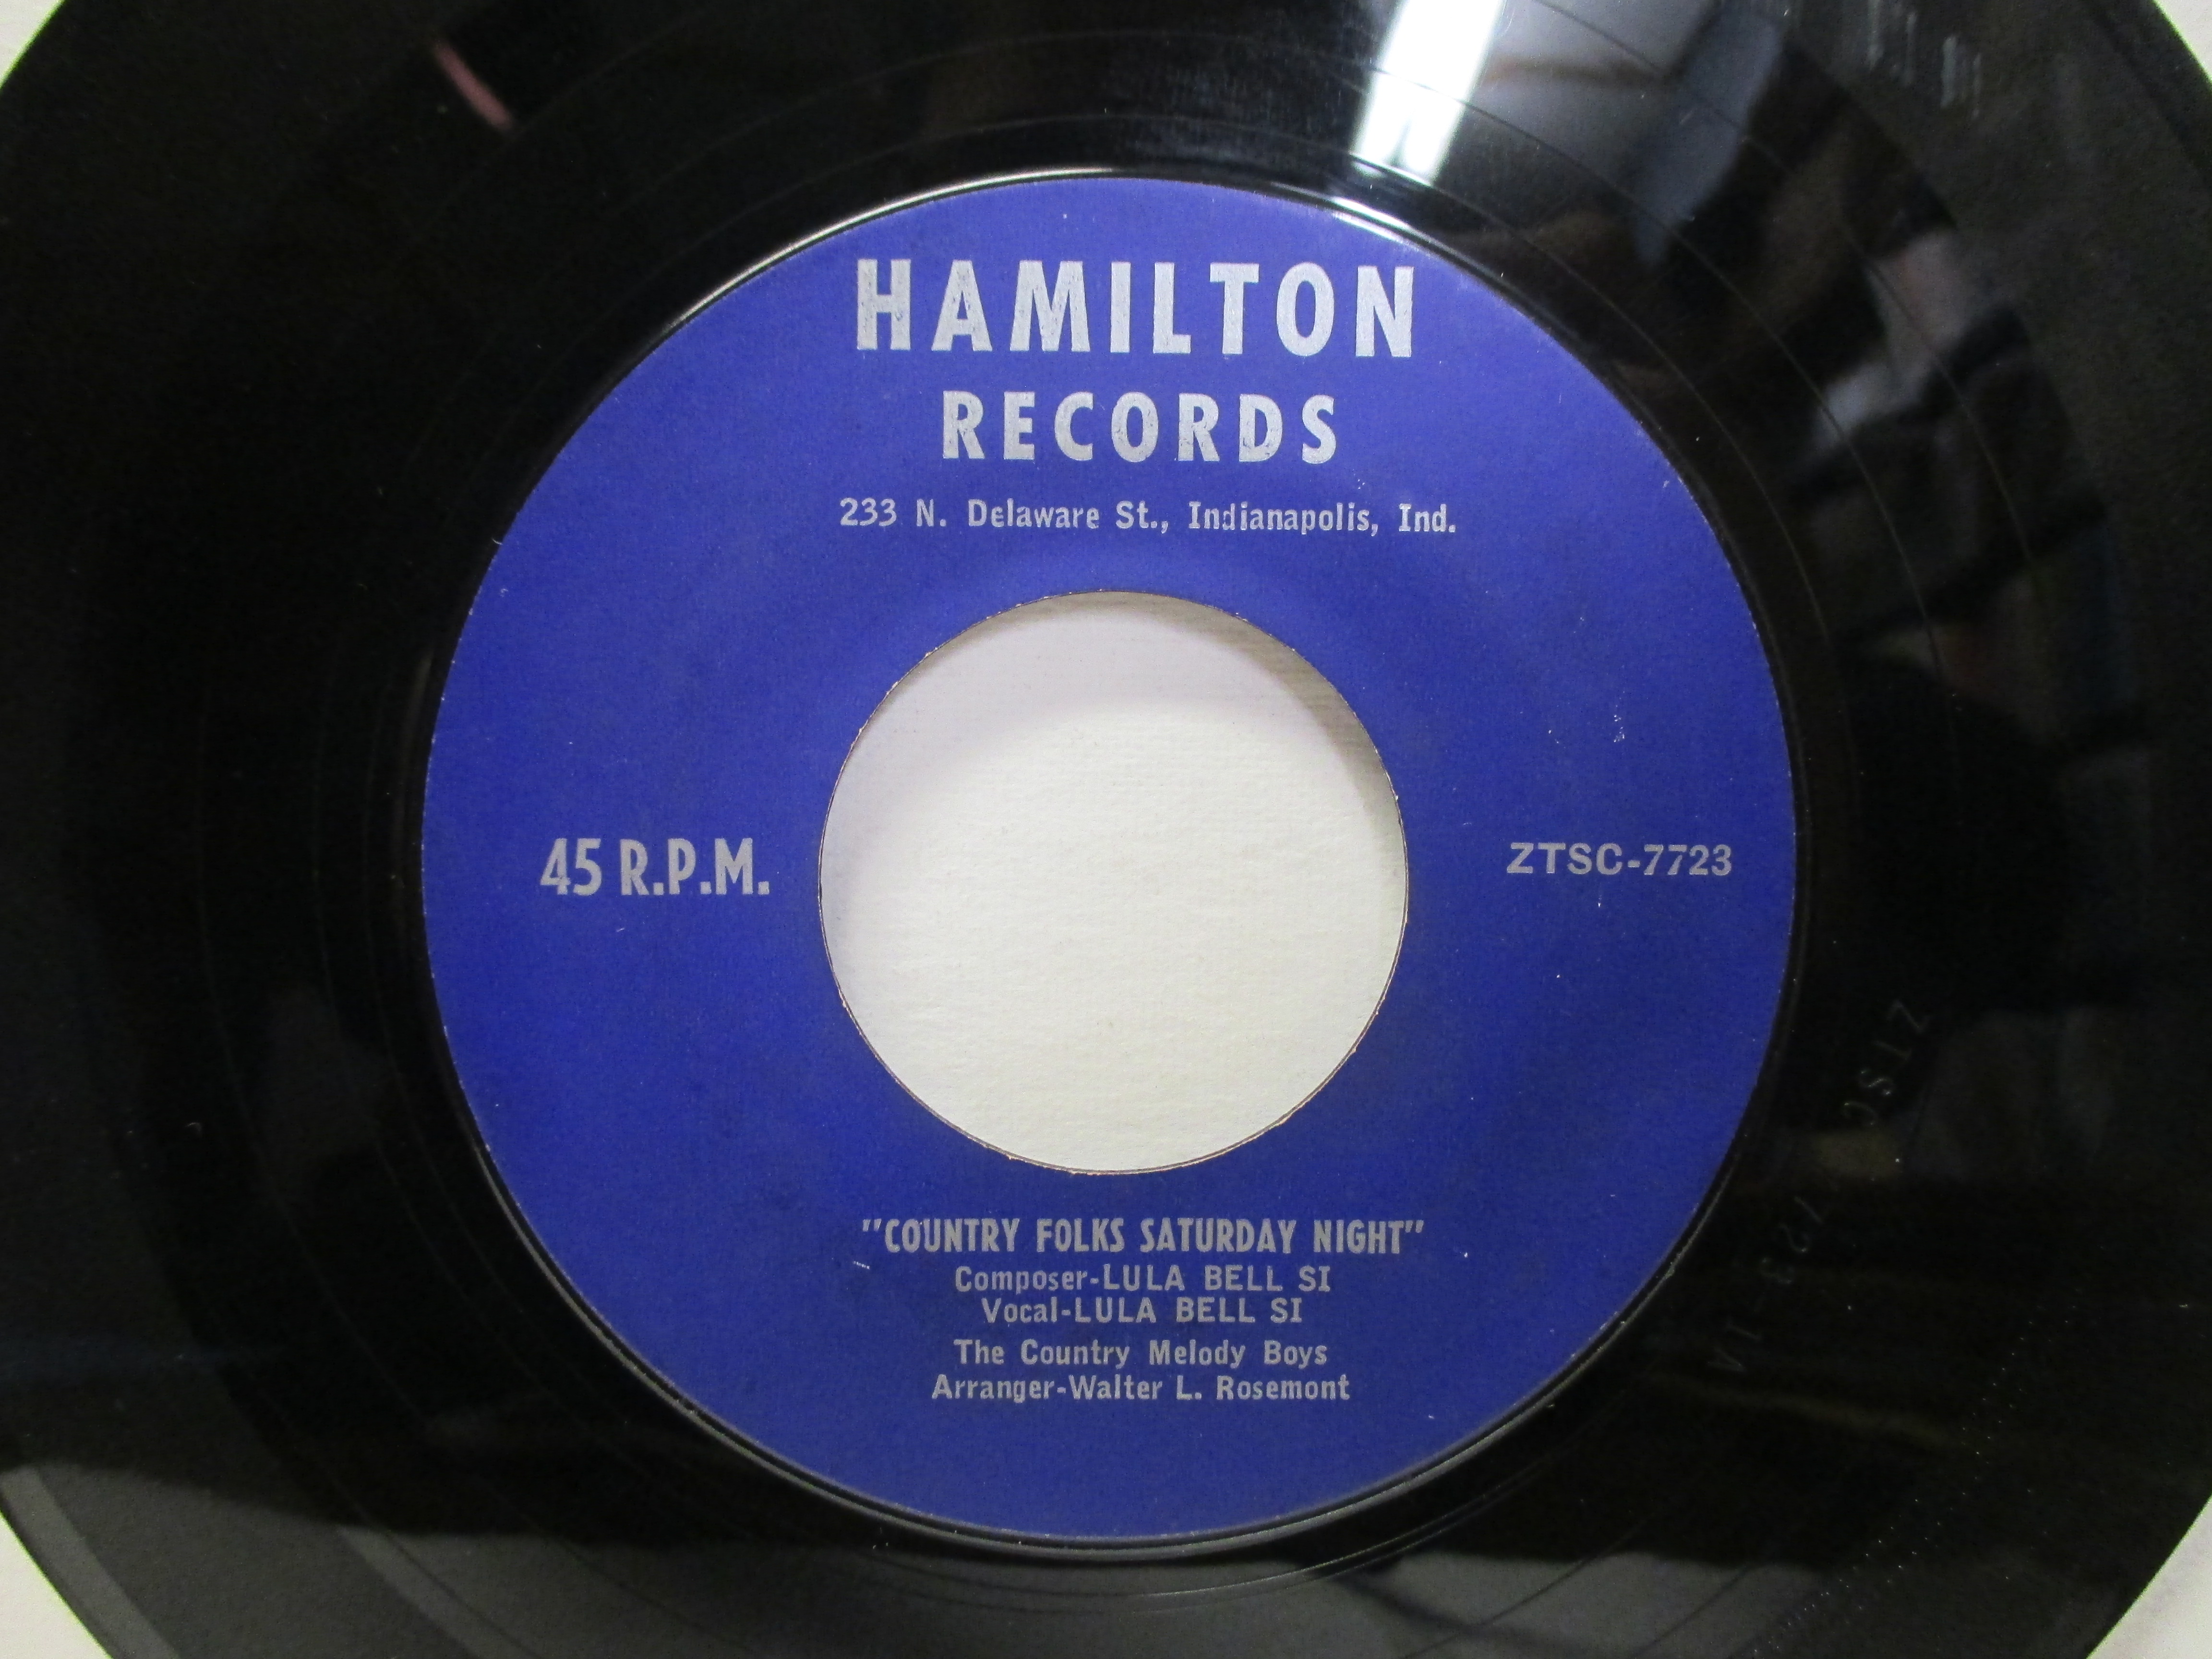 HAMILTON
RECORDS
233 N. Delaware St., Indianapolis, Ind.
45 R.P.M.
ZTSC-7723
"COUNTRY FOLKS SATURDAY NIGHT"
Composer-LULA BELL SI
Vocal-LULA BELL SI
The Country Melody Boys
Arranger-Walter L. Rosemont
ZTSC